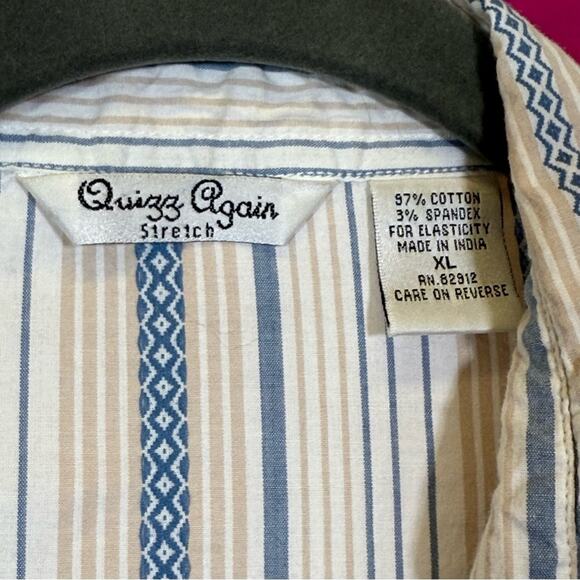 Quizz Again
Stretch
97% COTTON
3% SPANDEX
FOR ELASTICITY
MADE IN INDIA
XL
RN.82912
CARE ON REVERSE